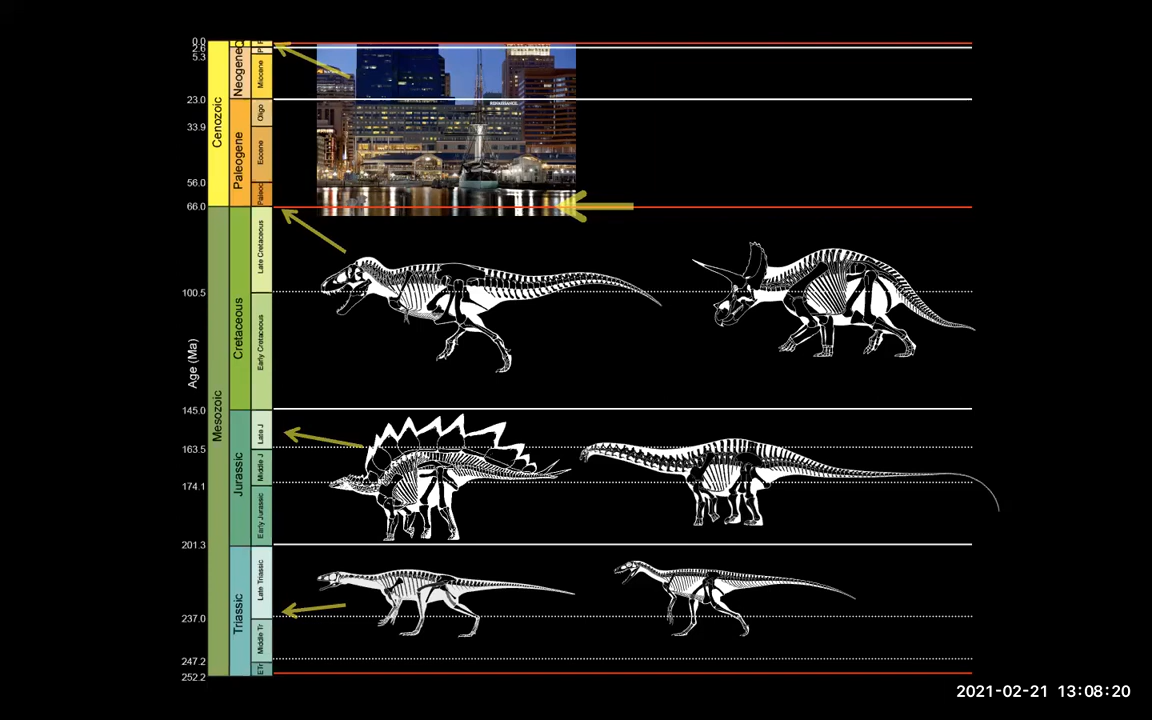 0.0
2.6
5.3
23.0
33.9
56.0
66.0
100.5
145.0
163.5
174.1
201.3
237.0
247.2
252.2
Age (Ma)
Cenozoic
Mesozoic
Q
Neogene
Paleogene
Cretaceous
Jurassic
Triassic
Miocene
Oligo
Eocene
Paleoc
Late Cretaceous
Early Cretaceous
Late J
Middle J
Early Jurassic
Late Triassic
Middle Tr
ETr
RENAISSANCE
2021-02-21 13:08:20